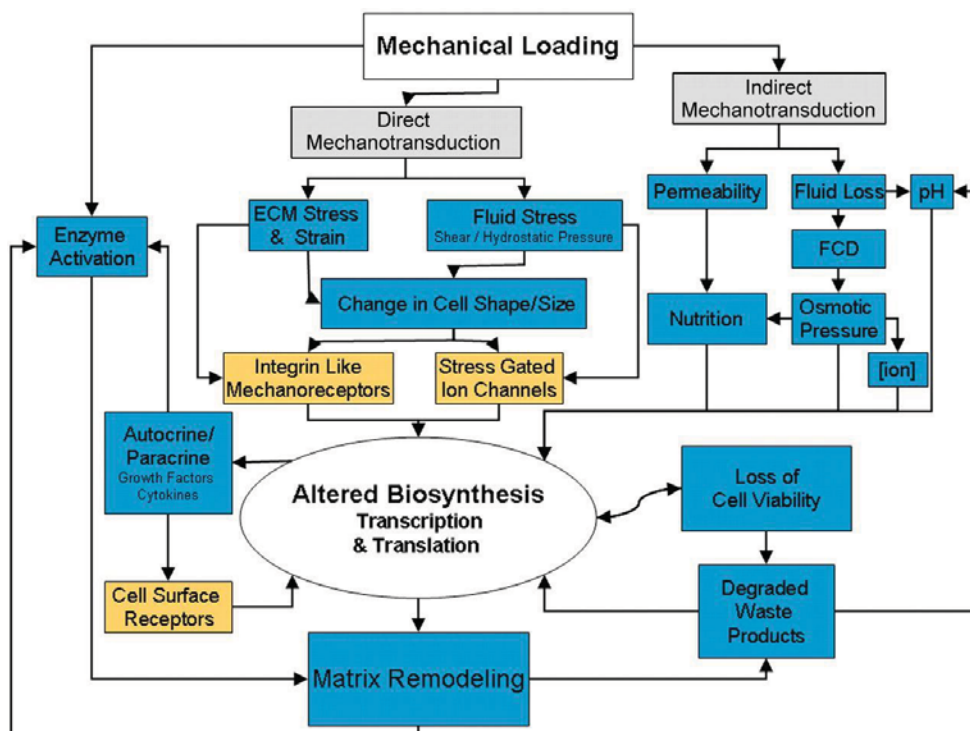 Mechanical Loading
Direct
Mechanotransduction
Indirect
Mechanotransduction
ECM Stress
& Strain
Fluid Stress
Shear / Hydrostatic Pressure
Permeability
Fluid Loss
pH
Enzyme
Activation
FCD
Change in Cell Shape/Size
Nutrition
Osmotic
Pressure
[ion]
Integrin Like
Mechanoreceptors
Stress Gated
Ion Channels
Autocrine/
Paracrine
Growth Factors
Cytokines
Altered Biosynthesis
Transcription
& Translation
Loss of
Cell Viability
Cell Surface
Receptors
Degraded
Waste
Products
Matrix Remodeling